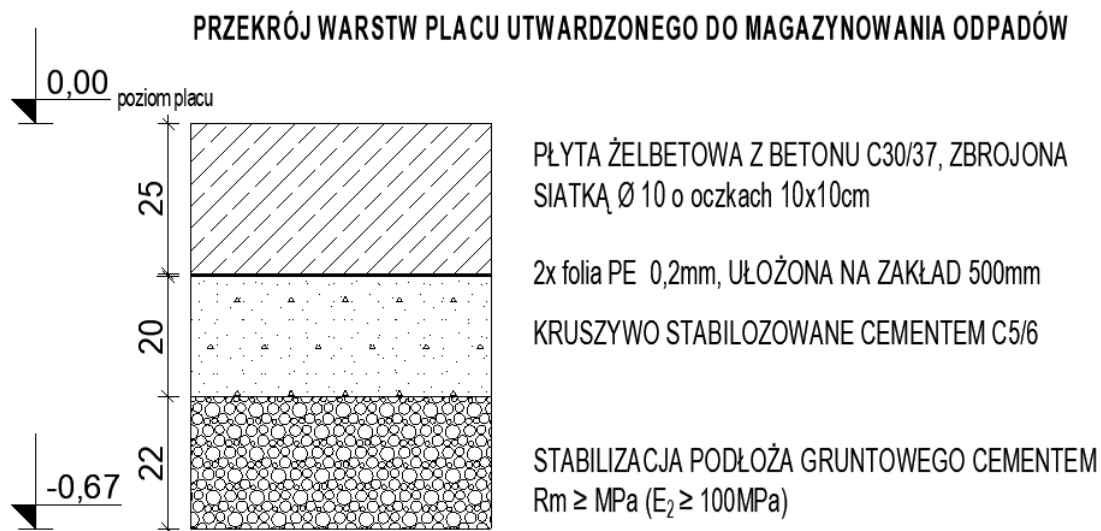 PRZEKRÓJ WARSTW PLACU UTWARDZONEGO DO MAGAZYNOWANIA ODPADÓW
0,00
poziom placu
25
PŁYTA ŻELBETOWA Z BETONU C30/37, ZBROJONA
SIATKĄ Ø 10 o oczkach 10x10cm
2x folia PE 0,2mm, UŁOŻONA NA ZAKŁAD 500mm
20
KRUSZYWO STABILOZOWANE CEMENTEM C5/6
22
STABILIZACJA PODŁOŻA GRUNTOWEGO CEMENTEM
Rm ≥ MPa (E₂ ≥ 100MPa)
-0,67